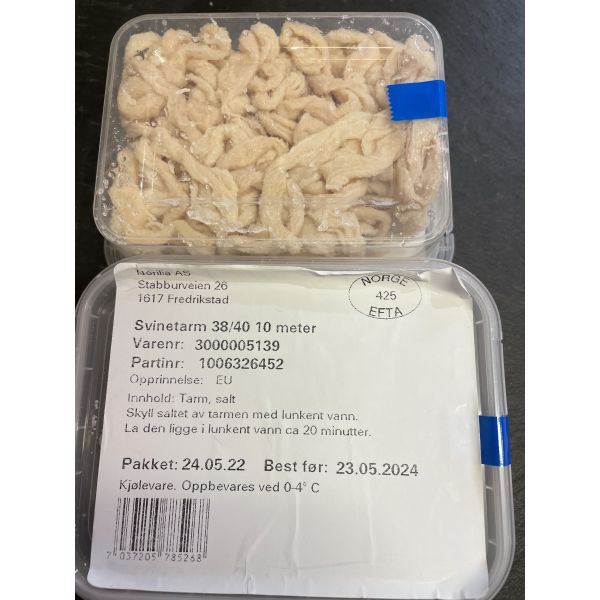 Norilia AS
Stabburveien 26
1617 Fredrikstad
NORGE
425
EFTA
Svinetarm 38/40 10 meter
Varenr: 3000005139
Partinr: 1006326452
Opprinnelse: EU
Innhold: Tarm, salt
Skyll saltet av tarmen med lunkent vann.
La den ligge i lunkent vann ca 20 minutter.
Pakket: 24.05.22 Best før: 23.05.2024
Kjølevare. Oppbevares ved 0-4° C
7 037205 785268